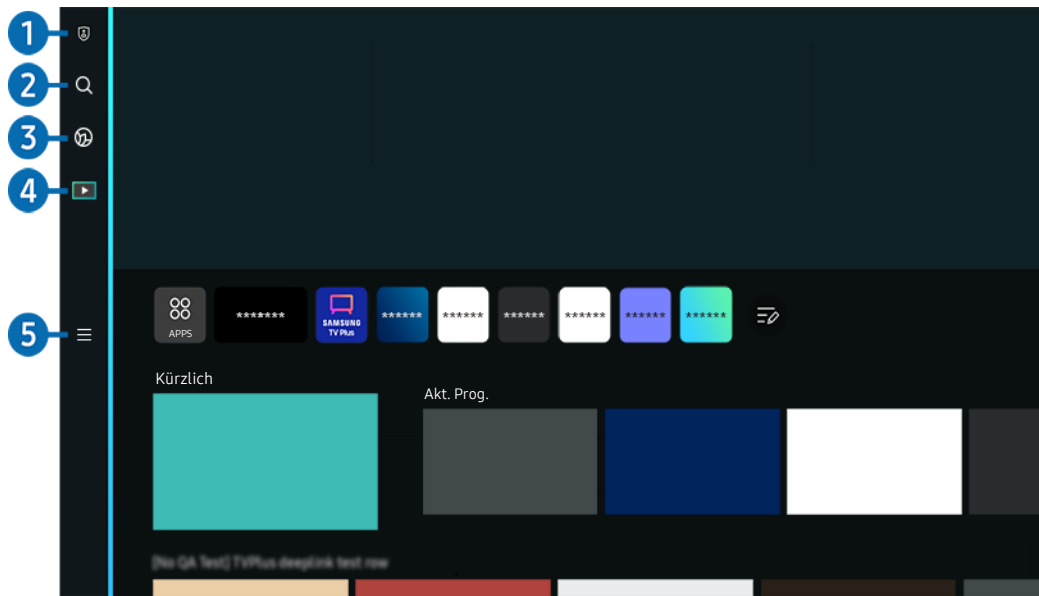 1
2
3
4
5
APPS
*******
SAMSUNG
TV Plus
******
******
******
******
******
******
Kürzlich
Akt. Prog.
[No QA Test] TVPlus deeplink test row